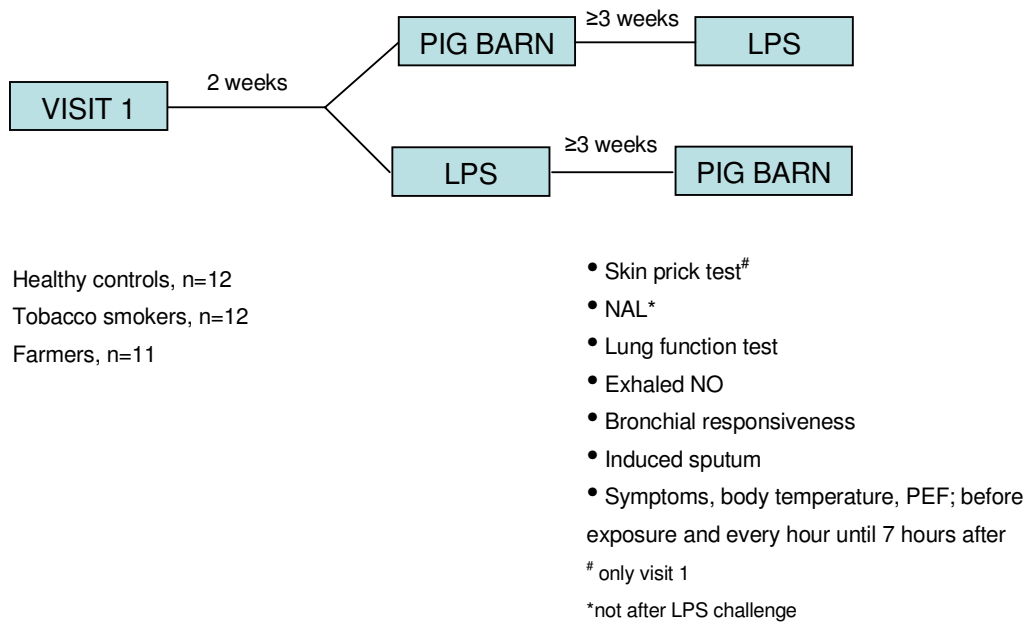 ≥3 weeks
PIG BARN
LPS
2 weeks
VISIT 1
≥3 weeks
LPS
PIG BARN
Healthy controls, n=12
Tobacco smokers, n=12
Farmers, n=11
• Skin prick test#
• NAL*
• Lung function test
• Exhaled NO
• Bronchial responsiveness
• Induced sputum
• Symptoms, body temperature, PEF; before
exposure and every hour until 7 hours after
# only visit 1
*not after LPS challenge